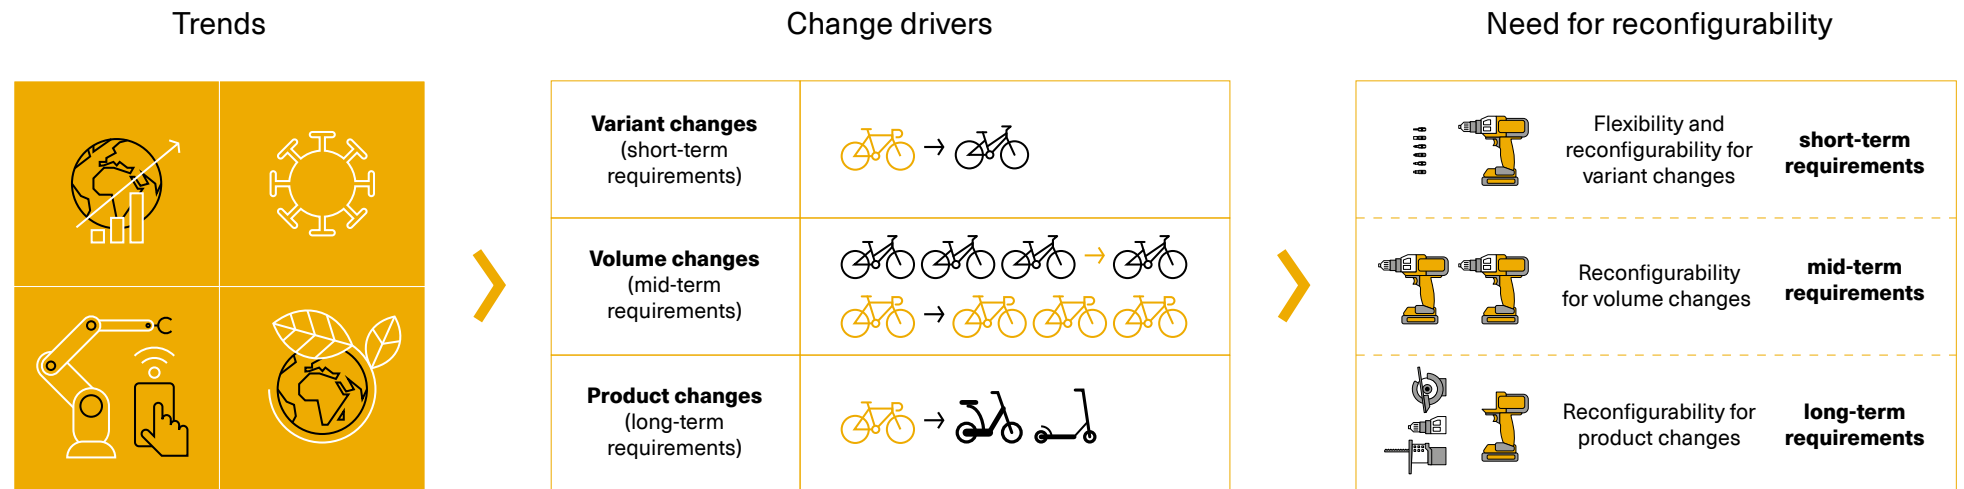 Trends
Change drivers
Need for reconfigurability
Variant changes
(short-term
requirements)
Volume changes
(mid-term
requirements)
Product changes
(long-term
requirements)
Flexibility and
reconfigurability for
variant changes
short-term
requirements
Reconfigurability
for volume changes
mid-term
requirements
Reconfigurability for
product changes
long-term
requirements